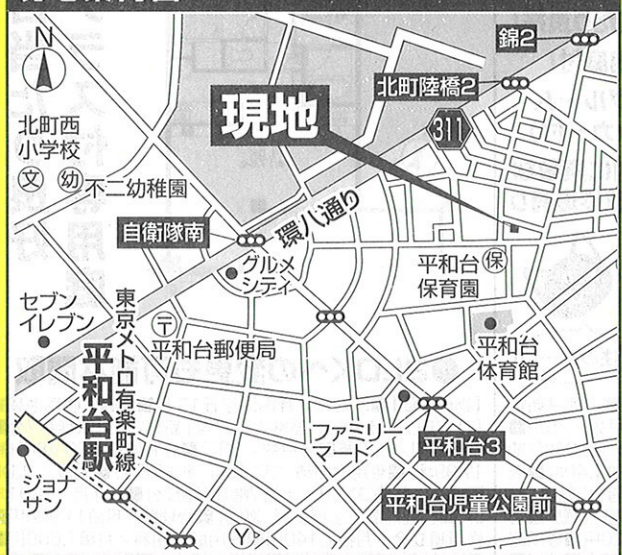 N
錦2
北町陸橋2
現地
311
北町西
小学校
文
幼
不二幼稚園
自衛隊南
環八通り
グルメ
シティ
平和台
保育園
保
セブン
イレブン
東京メトロ有楽町線
平和台駅
〒
平和台郵便局
平和台
体育館
ファミリー
マート
平和台3
ジョナ
サン
平和台児童公園前
Y